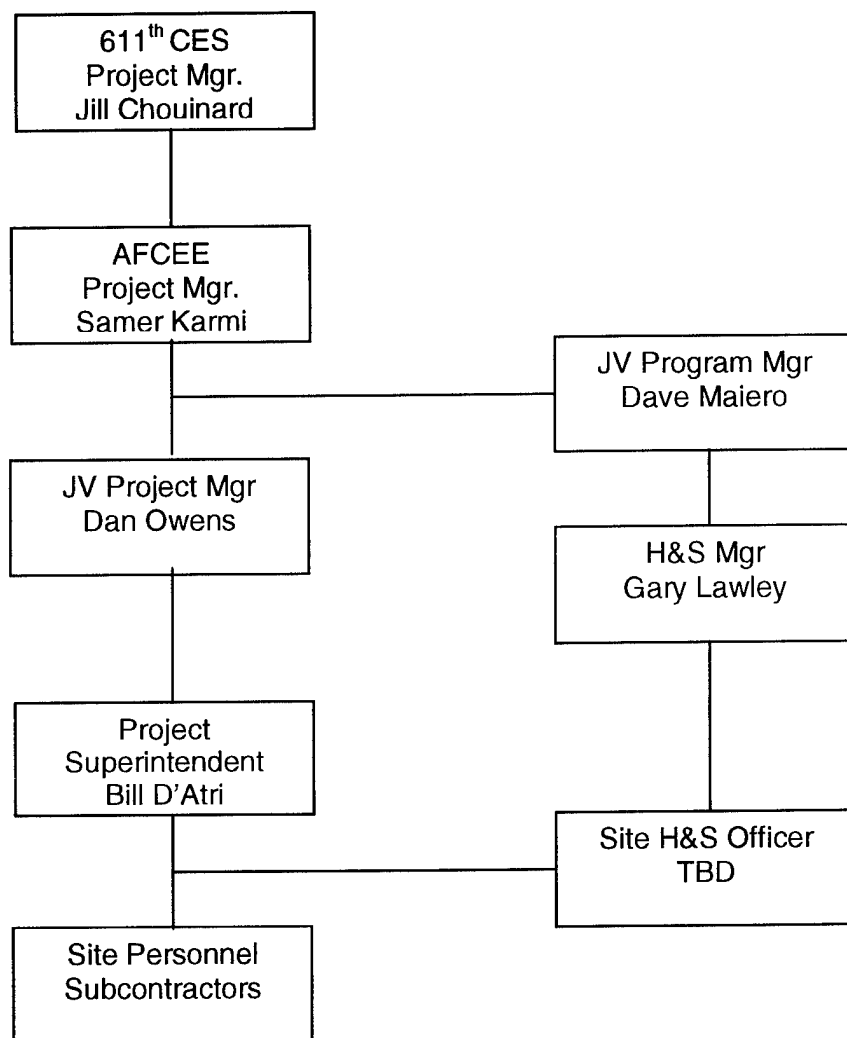 611th CES
Project Mgr.
Jill Chouinard
AFCEE
Project Mgr.
Samer Karmi
JV Program Mgr
Dave Maiero
JV Project Mgr
Dan Owens
H&S Mgr
Gary Lawley
Project
Superintendent
Bill D'Atri
Site H&S Officer
TBD
Site Personnel
Subcontractors